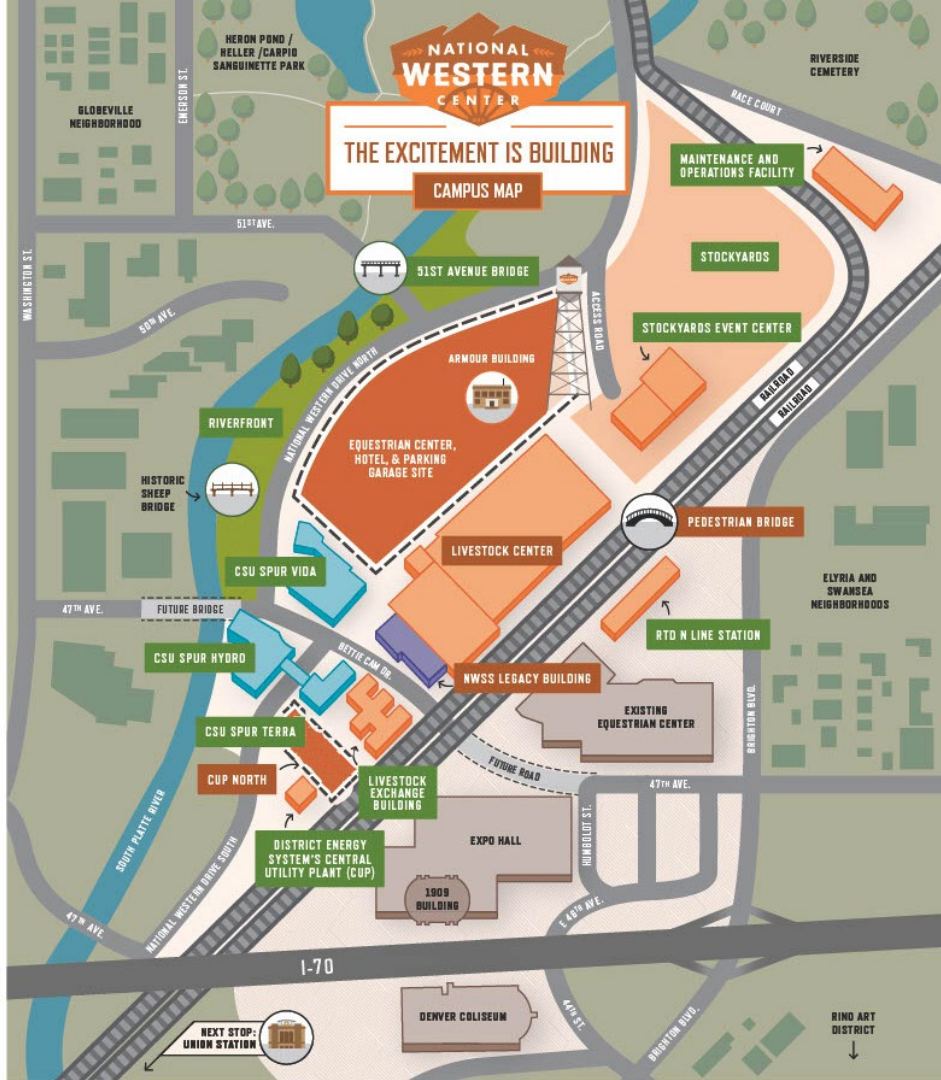 NATIONAL
WESTERN
CENTER
THE EXCITEMENT IS BUILDING
CAMPUS MAP
HERON POND /
HELLER /CARPIO
SANGUINETTE PARK
GLOBEVILLE
NEIGHBORHOOD
EMERSON ST.
RIVERSIDE
CEMETERY
RACE COURT
MAINTENANCE AND
OPERATIONS FACILITY
51ST AVE.
WASHINGTON ST.
50TH AVE.
51ST AVENUE BRIDGE
STOCKYARDS
ACCESS ROAD
STOCKYARDS EVENT CENTER
ARMOUR BUILDING
NATIONAL WESTERN DRIVE NORTH
RAILROAD
RAILROAD
RIVERFRONT
EQUESTRIAN CENTER,
HOTEL, & PARKING
GARAGE SITE
HISTORIC
SHEEP
BRIDGE
PEDESTRIAN BRIDGE
LIVESTOCK CENTER
CSU SPUR VIDA
ELYRIA AND
SWANSEA
NEIGHBORHOODS
47TH AVE.
FUTURE BRIDGE
RTD N LINE STATION
BETTIE CAM DR.
CSU SPUR HYDRO
NWSS LEGACY BUILDING
EXISTING
EQUESTRIAN CENTER
BRIGHTON BLVD.
CSU SPUR TERRA
CUP NORTH
FUTURE ROAD
LIVESTOCK
EXCHANGE
BUILDING
47TH AVE.
SOUTH PLATTE RIVER
DISTRICT ENERGY
SYSTEM'S CENTRAL
UTILITY PLANT (CUP)
EXPO HALL
HUMBOLDT ST.
1909
BUILDING
NATIONAL WESTERN DRIVE SOUTH
47TH AVE.
E 46TH AVE.
I-70
DENVER COLISEUM
44TH ST.
BRIGHTON BLVD.
RINO ART
DISTRICT
NEXT STOP:
UNION STATION